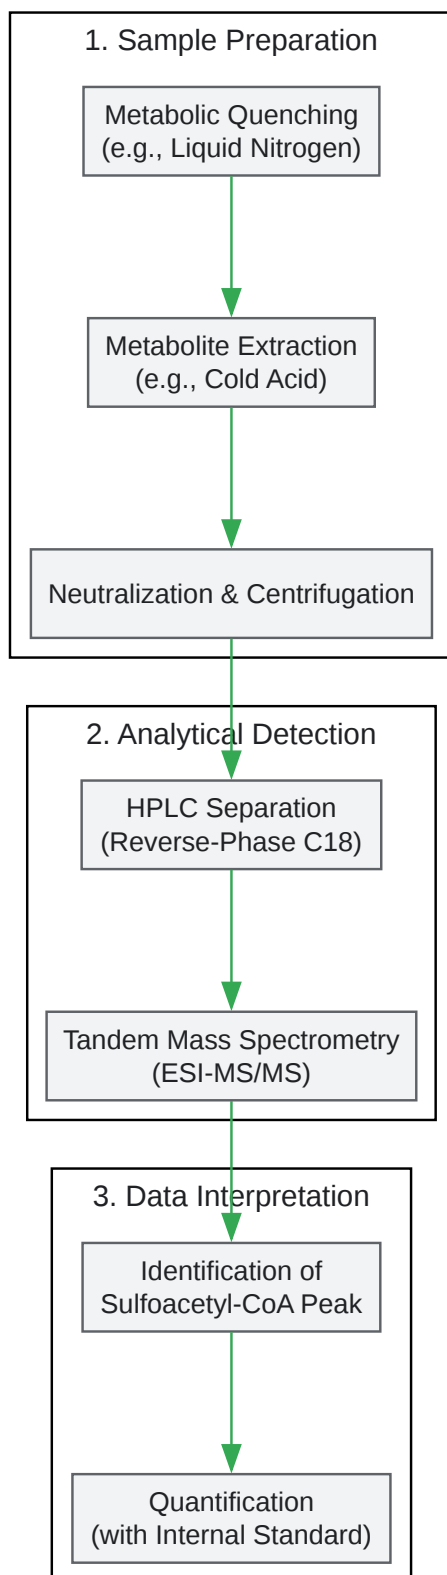 1. Sample Preparation
Metabolic Quenching
(e.g., Liquid Nitrogen)
Metabolite Extraction
(e.g., Cold Acid)
Neutralization & Centrifugation
2. Analytical Detection
HPLC Separation
(Reverse-Phase C18)
Tandem Mass Spectrometry
(ESI-MS/MS)
3. Data Interpretation
Identification of
Sulfoacetyl-CoA Peak
Quantification
(with Internal Standard)